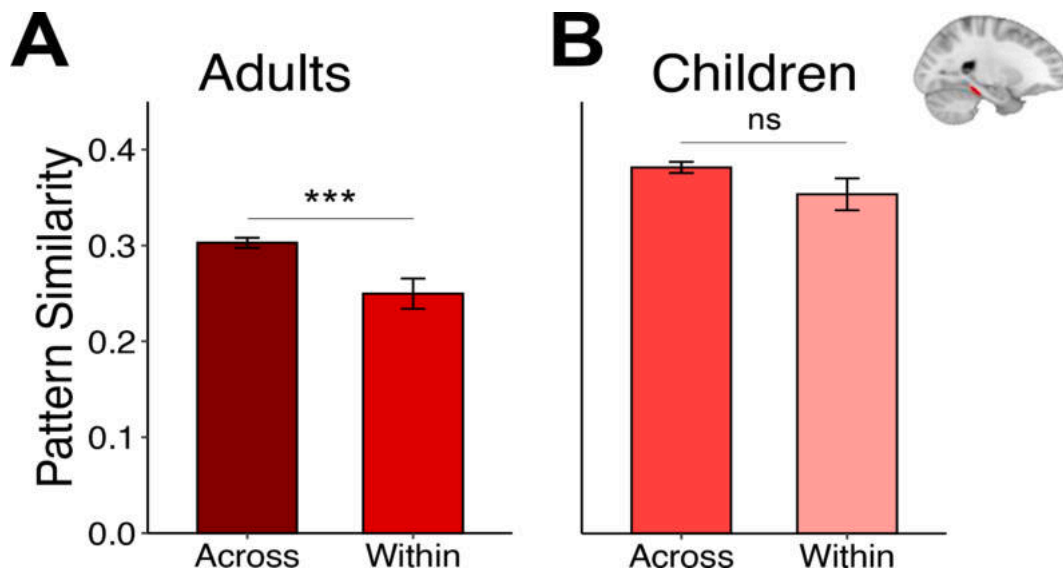 A
Adults
Pattern Similarity
0.4
0.3
0.2
0.1
0.0
***
Across
Within
B
Children
ns
Across
Within